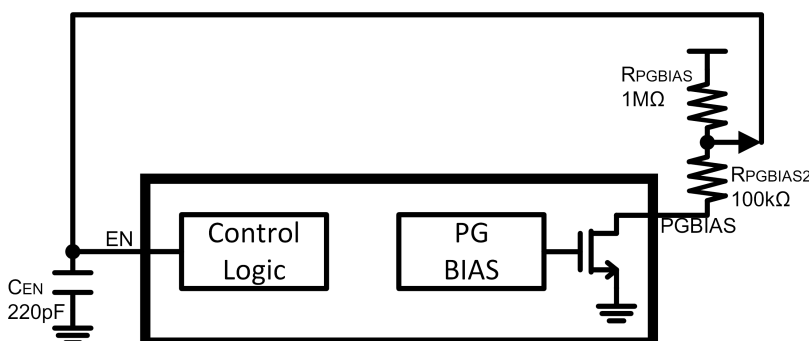 RPGBIAS
1MΩ
RPGBIAS2
100kΩ
PGBIAS
EN
Control
Logic
PG
BIAS
CEN
220pF